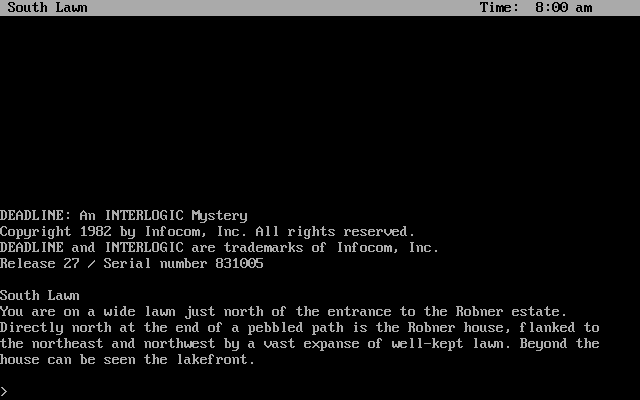 South Lawn Time: 8:00 am
DEADLINE: An INTERLOGIC Mystery
Copyright 1982 by Infocom, Inc. All rights reserved.
DEADLINE and INTERLOGIC are trademarks of Infocom, Inc.
Release 27 / Serial number 831005
South Lawn
You are on a wide lawn just north of the entrance to the Robner estate.
Directly north at the end of a pebbled path is the Robner house, flanked to
the northeast and northwest by a vast expanse of well-kept lawn. Beyond the
house can be seen the lakefront.
>